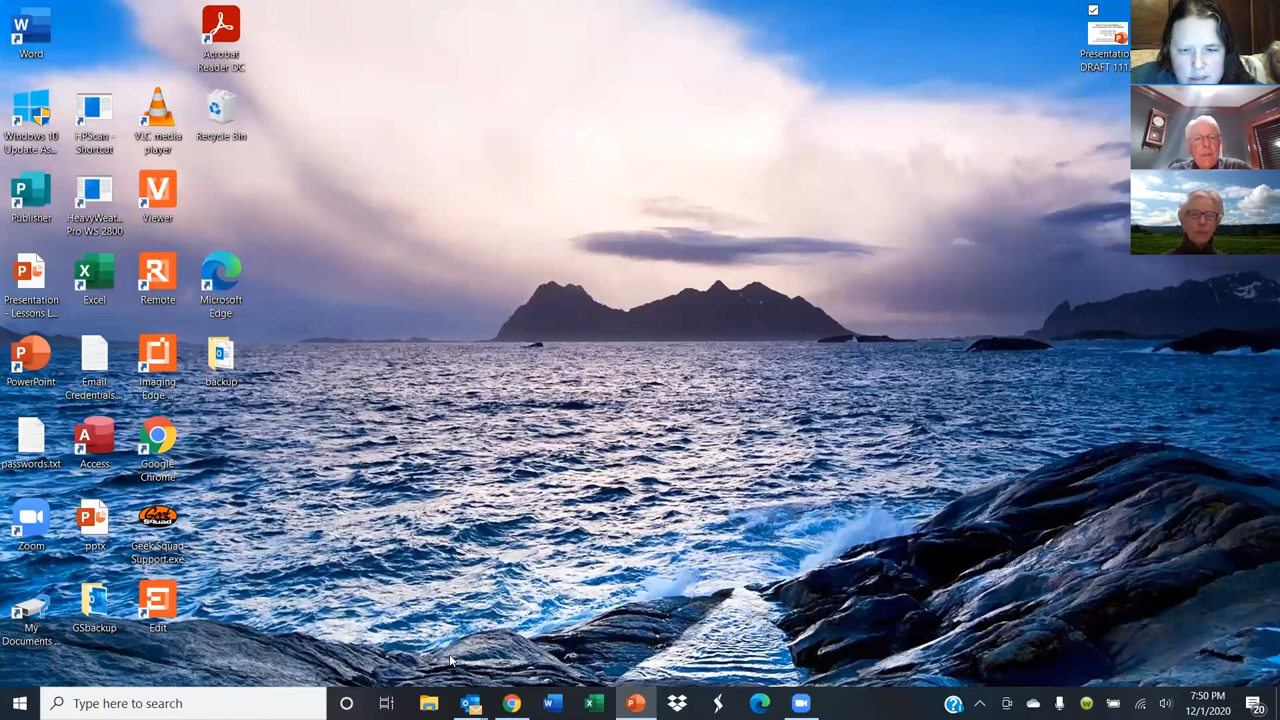 Word
Acrobat
Reader DC
Presentatio
DRAFT 111.
Windows 10
Update As...
HPScan -
Shortcut
VLC media
player
Recycle Bin
Publisher
HeavyWeat...
Pro WS 2800
Viewer
Presentation
- Lessons L...
Excel
Remote
Microsoft
Edge
PowerPoint
Email
Credentials...
Imaging
Edge ...
backup
passwords.txt
Access
Google
Chrome
Zoom
.pptx
Geek Squad
Support.exe
My
Documents ...
GSbackup
Edit
Type here to search
7:50 PM
12/1/2020
20